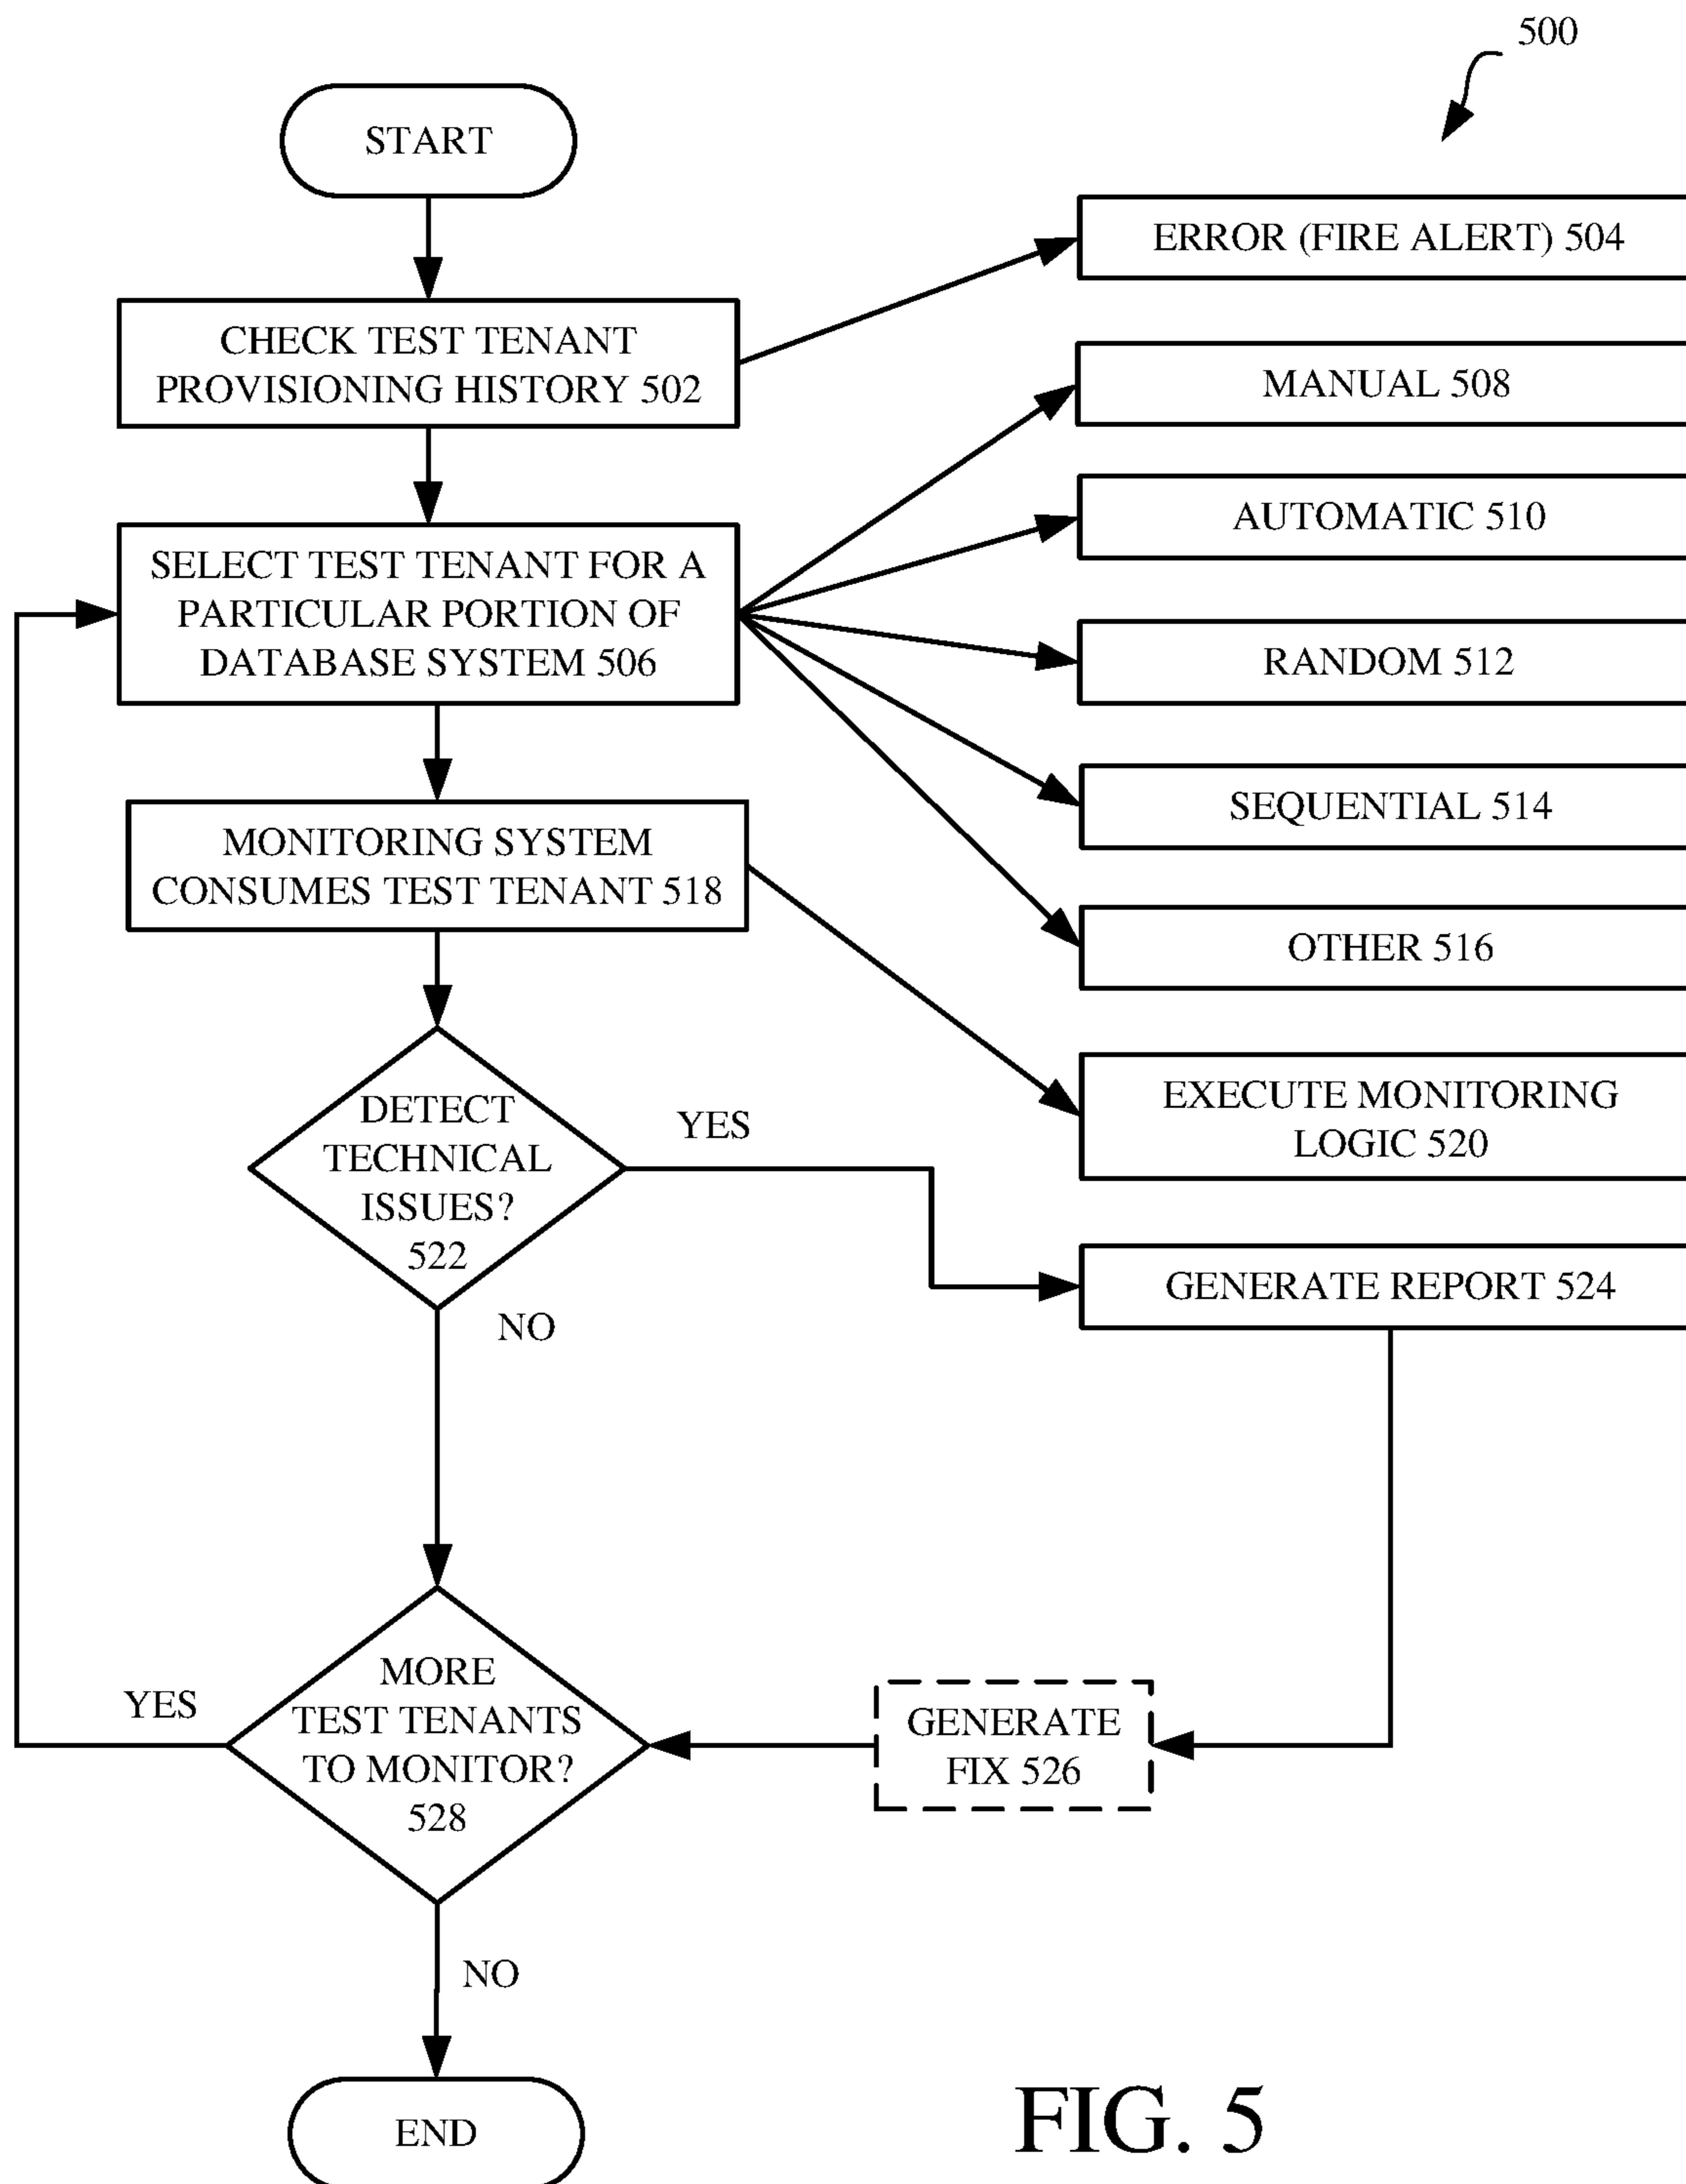 500
START
ERROR (FIRE ALERT) 504
CHECK TEST TENANT
PROVISIONING HISTORY 502
MANUAL 508
AUTOMATIC 510
SELECT TEST TENANT FOR A
PARTICULAR PORTION OF
DATABASE SYSTEM 506
RANDOM 512
SEQUENTIAL 514
MONITORING SYSTEM
CONSUMES TEST TENANT 518
OTHER 516
EXECUTE MONITORING
LOGIC 520
DETECT
TECHNICAL
ISSUES?
522
YES
NO
GENERATE REPORT 524
MORE
TEST TENANTS
TO MONITOR?
528
YES
GENERATE
FIX 526
NO
END
FIG. 5